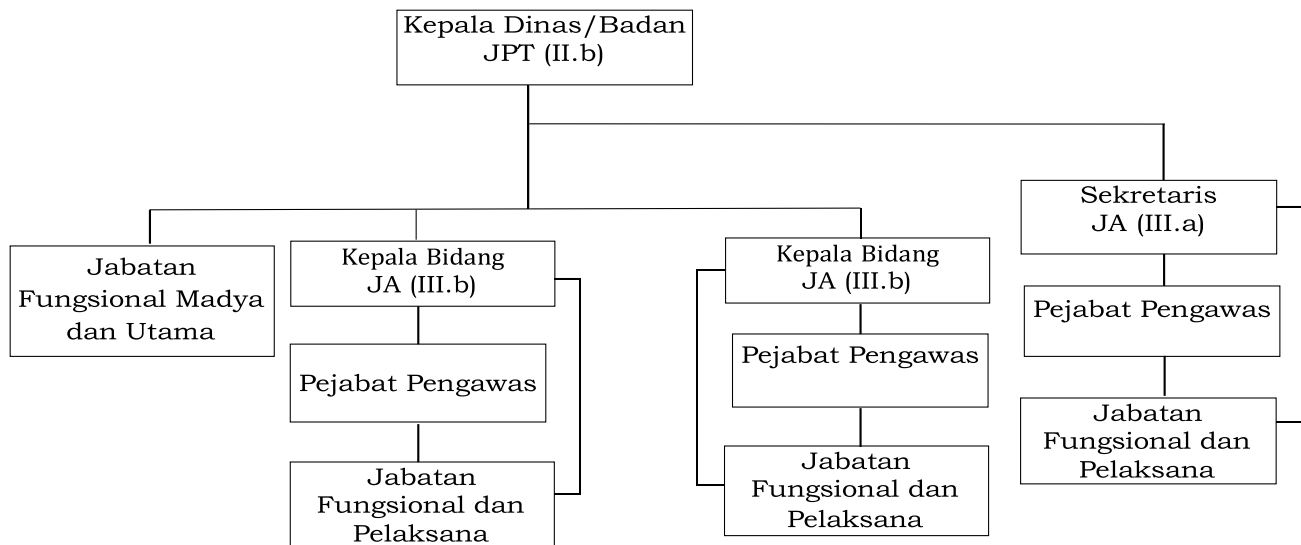 Kepala Dinas/Badan
JPT (II.b)
Sekretaris
JA (III.a)
Jabatan
Fungsional Madya
dan Utama
Kepala Bidang
JA (III.b)
Kepala Bidang
JA (III.b)
Pejabat Pengawas
Pejabat Pengawas
Pejabat Pengawas
Jabatan
Fungsional dan
Pelaksana
Jabatan
Fungsional dan
Pelaksana
Jabatan
Fungsional dan
Pelaksana